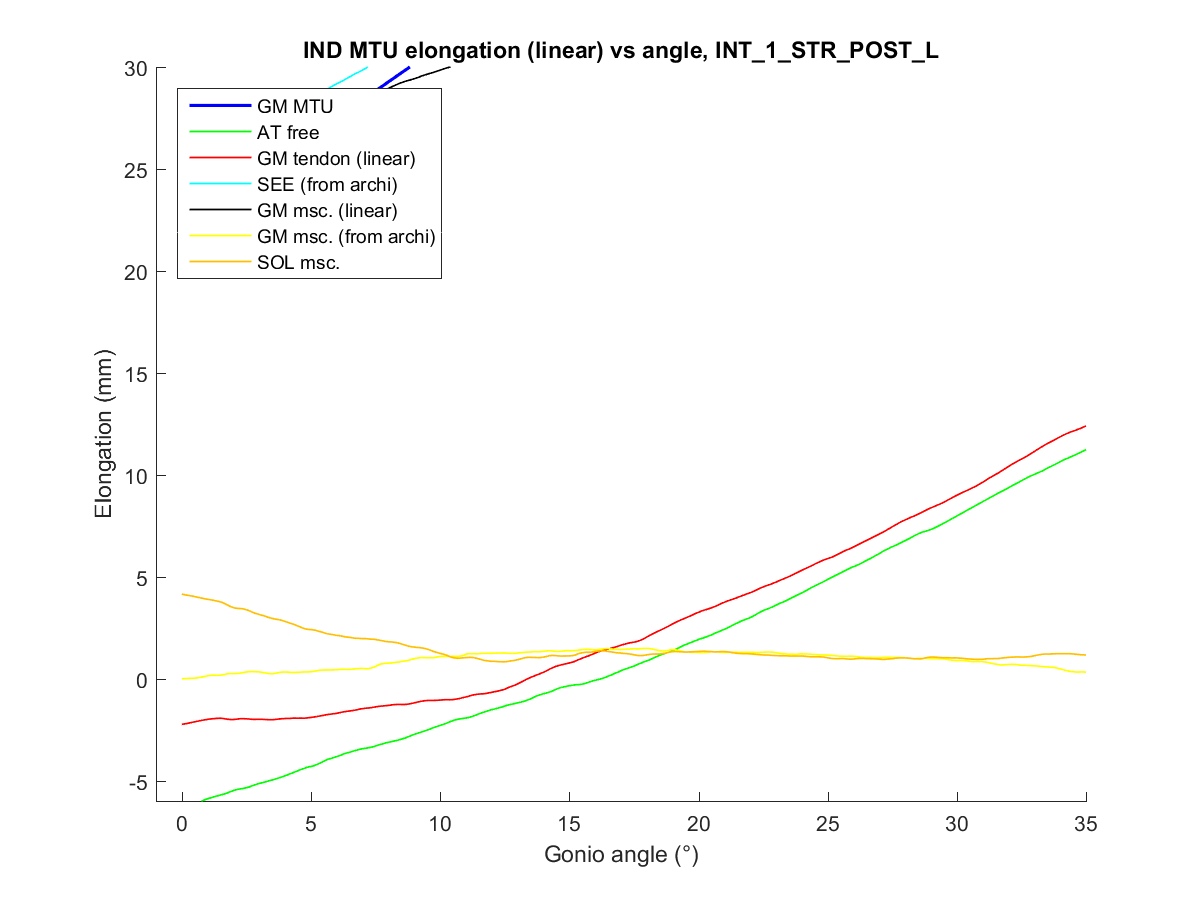 IND MTU elongation (linear) vs angle, INT_1_STR_POST_L
30
25
20
15
10
5
0
-5
Elongation (mm)
GM MTU
AT free
GM tendon (linear)
SEE (from archi)
GM msc. (linear)
GM msc. (from archi)
SOL msc.
0 5 10 15 20 25 30 35
Gonio angle (°)